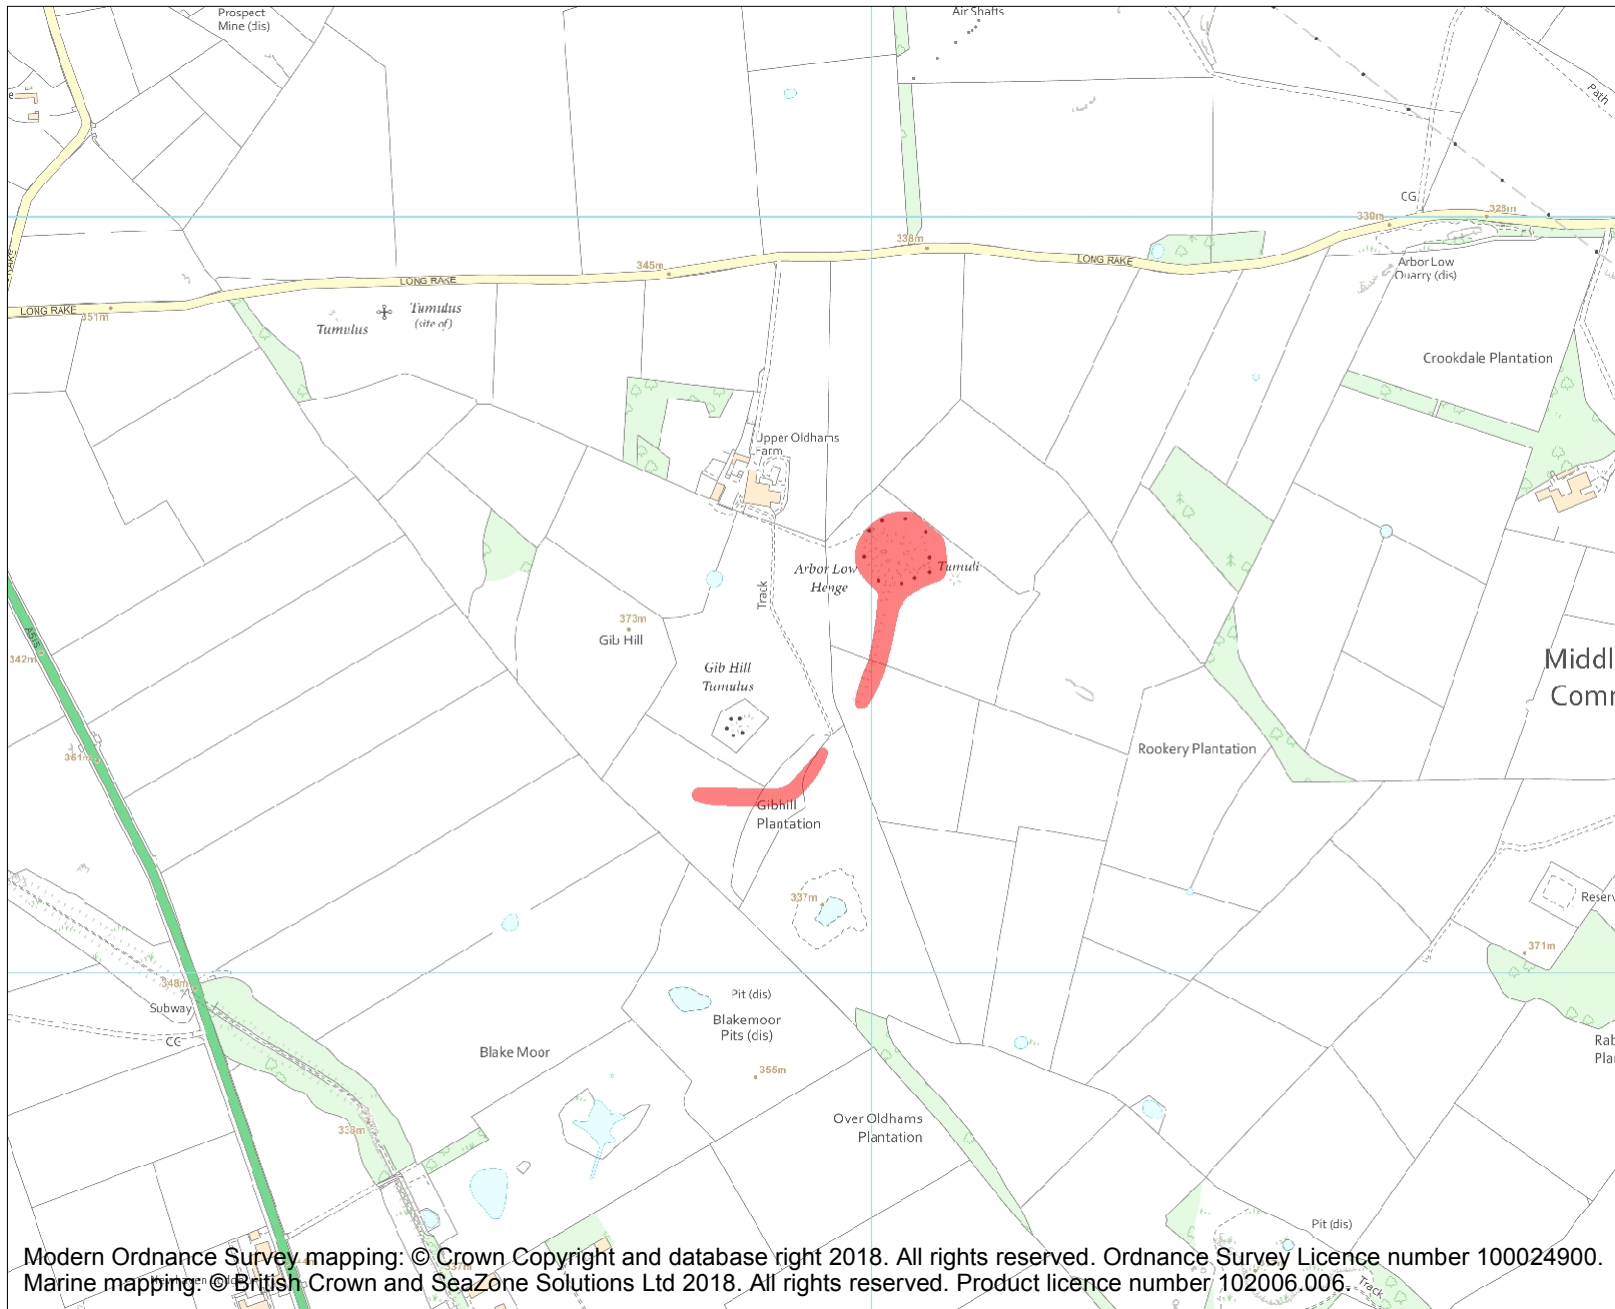 Prospect
Mine (dis)
Air Shafts
Path
CG
328m
330m
338m
345m
LONG RAKE
LONG RAKE
LONG RAKE
351m
Arbor Low
Quarry (dis)
Tumulus
Tumulus
(site of)
Crookdale Plantation
Upper Oldhams
Farm
Arbor Low
Henge
Tumuli
Track
373m
Gib Hill
A515
342m
Gib Hill
Tumulus
Middl
Comm
Rookery Plantation
361m
Gibhill
Plantation
337m
Reserv
371m
348m
Subway
CG
Pit (dis)
Blakemoor
Pits (dis)
Blake Moor
355m
Rab
Plan
Over Oldhams
Plantation
338m
Pit (dis)
337m
Track
Modern Ordnance Survey mapping: © Crown Copyright and database right 2018. All rights reserved. Ordnance Survey Licence number 100024900.
Marine mapping: © British Crown and SeaZone Solutions Ltd 2018. All rights reserved. Product licence number 102006.006.